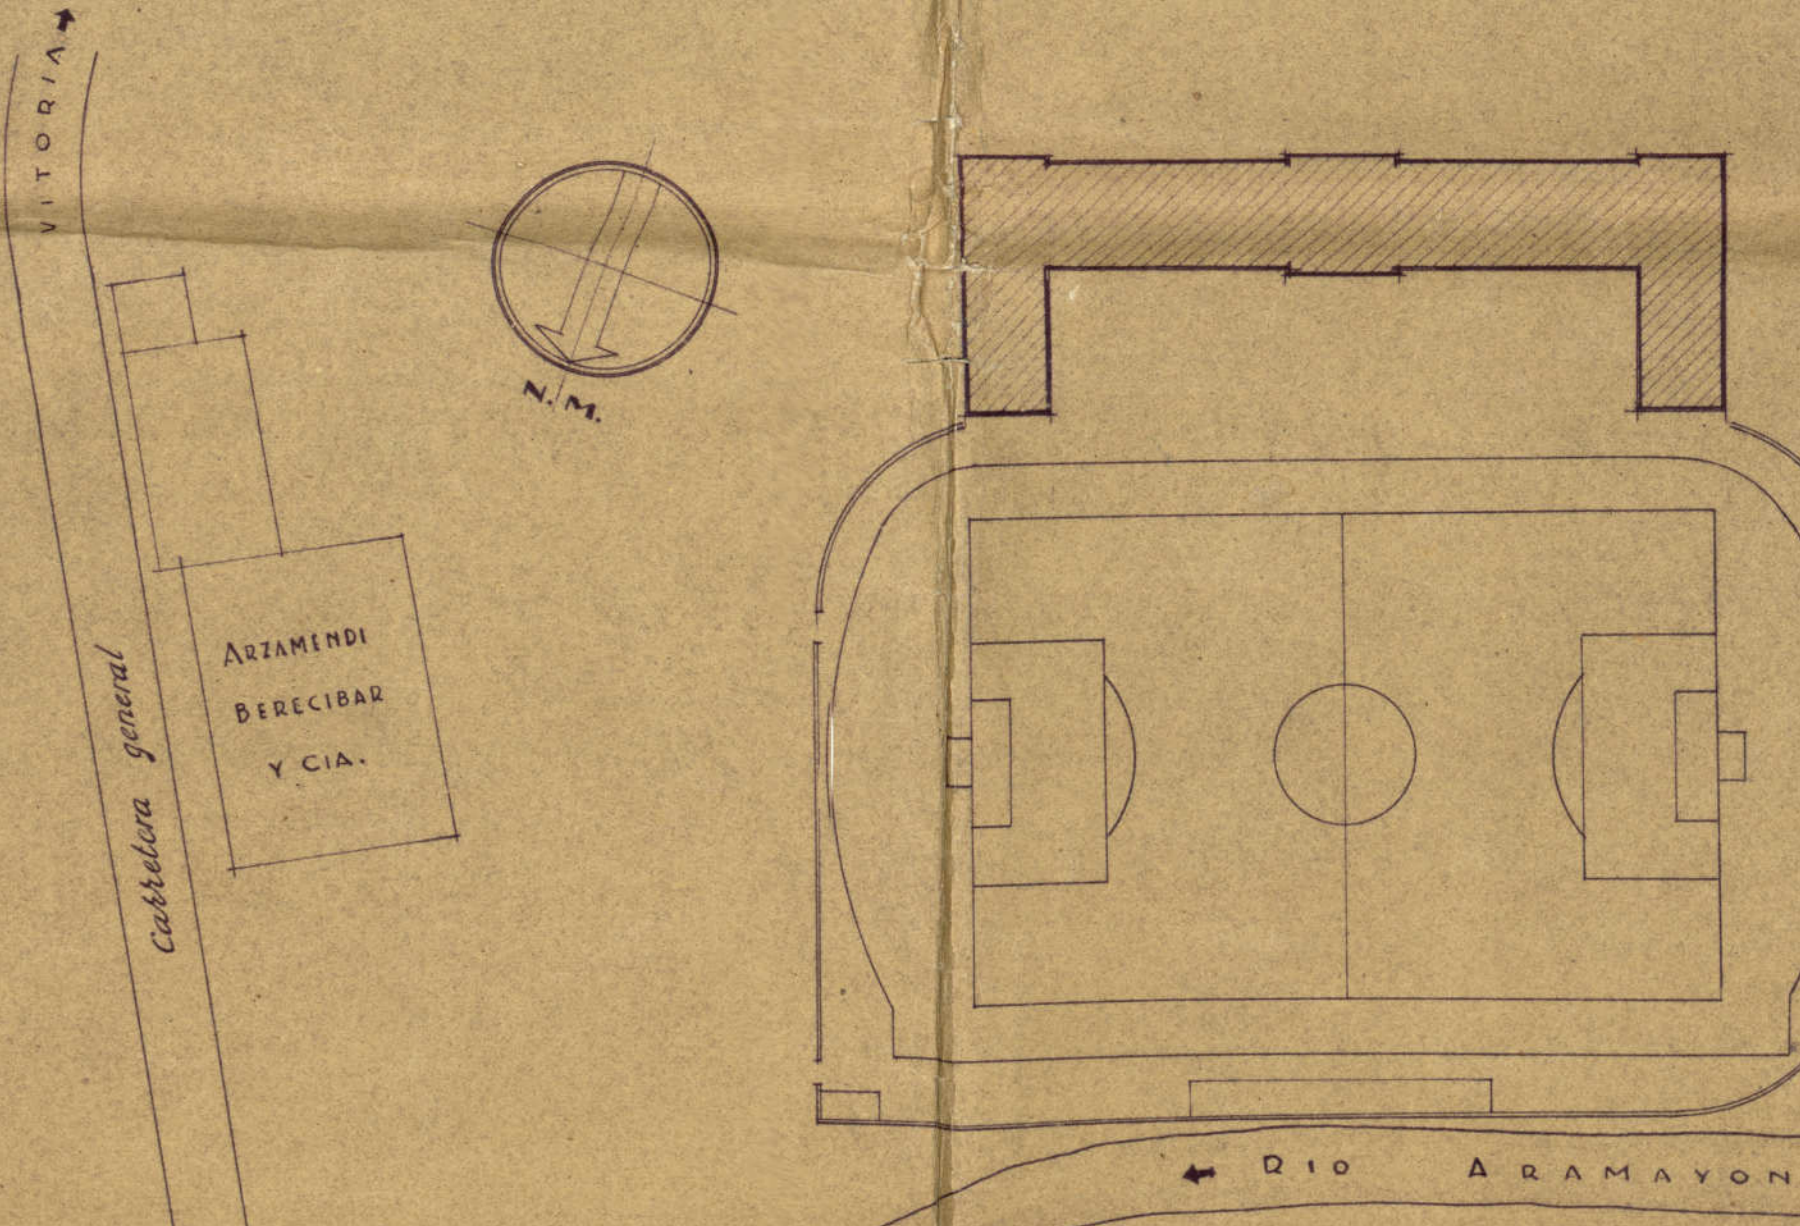 VITORIA
N. M.
Carretera general
ARZAMENDI
BERECIBAR
Y CIA.
RIO ARAMAYON